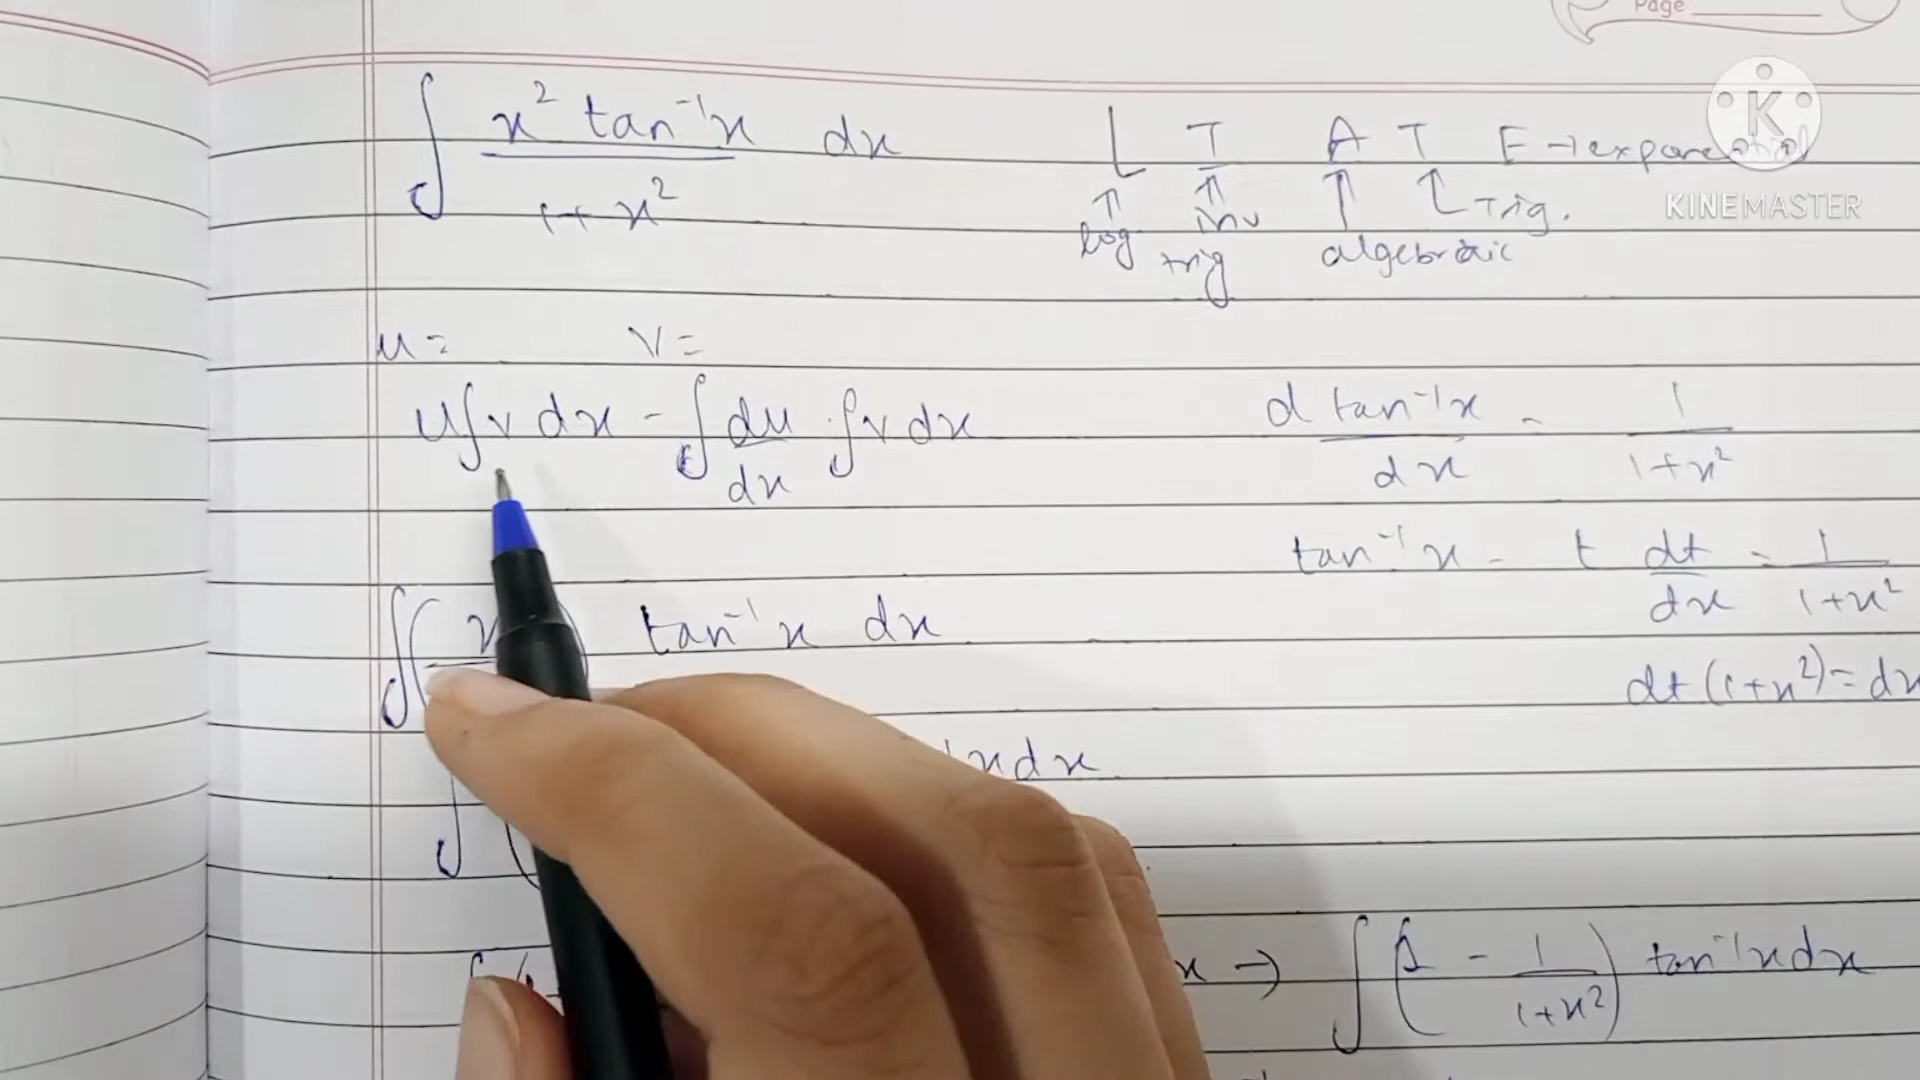 Page
∫ x² tan⁻¹x / 1+x² dx
L T A T E → exponential
log inv trig algebraic Trig.
KINEMASTER
u = v =
u∫v dx - ∫ du/dx · ∫v dx
d tan⁻¹x / dx = 1 / 1+x²
tan⁻¹ x = t dt/dx = 1 / 1+x²
∫( x ) tan⁻¹ x dx
dt (1+x²) = dx
x dx
∫(
x → ∫(1 - 1/1+x²) tan⁻¹x dx